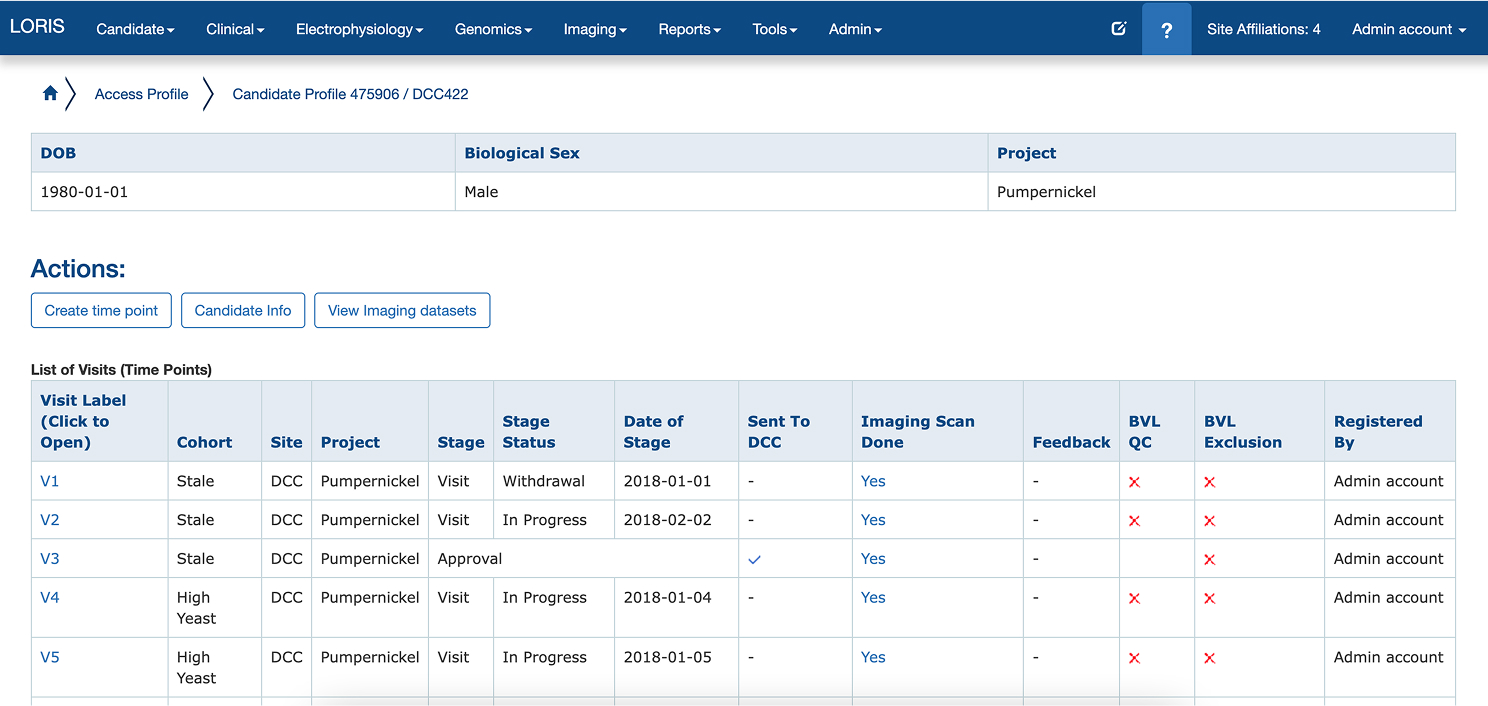 LORIS Candidate Clinical Electrophysiology Genomics Imaging Reports Tools Admin ? Site Affiliations: 4 Admin account
Access Profile Candidate Profile 475906 / DCC422
DOB Biological Sex Project
1980-01-01 Male Pumpernickel
Actions:
Create time point Candidate Info View Imaging datasets
List of Visits (Time Points)
Visit Label
(Click to
Open) Cohort Site Project Stage Stage
Status Date of
Stage Sent To
DCC Imaging Scan
Done Feedback BVL
QC BVL
Exclusion Registered
By
V1 Stale DCC Pumpernickel Visit Withdrawal 2018-01-01 - Yes - Admin account
V2 Stale DCC Pumpernickel Visit In Progress 2018-02-02 - Yes - Admin account
V3 Stale DCC Pumpernickel Approval Yes - Admin account
V4 High
Yeast DCC Pumpernickel Visit In Progress 2018-01-04 - Yes - Admin account
V5 High
Yeast DCC Pumpernickel Visit In Progress 2018-01-05 - Yes - Admin account